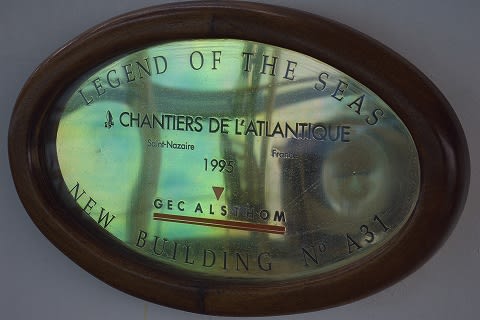 LEGEND OF THE SEAS
CHANTIERS DE L'ATLANTIQUE
Saint-Nazaire France
1995
GEC ALSTHOM
NEW BUILDING No A31